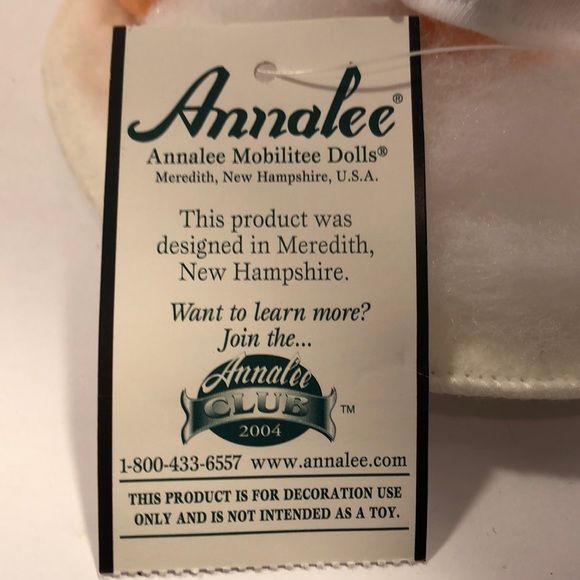 Annalee®
Annalee Mobilitee Dolls®
Meredith, New Hampshire, U.S.A.
This product was
designed in Meredith,
New Hampshire.
Want to learn more?
Join the...
Annalee
CLUB
2004
TM
1-800-433-6557 www.annalee.com
THIS PRODUCT IS FOR DECORATION USE
ONLY AND IS NOT INTENDED AS A TOY.